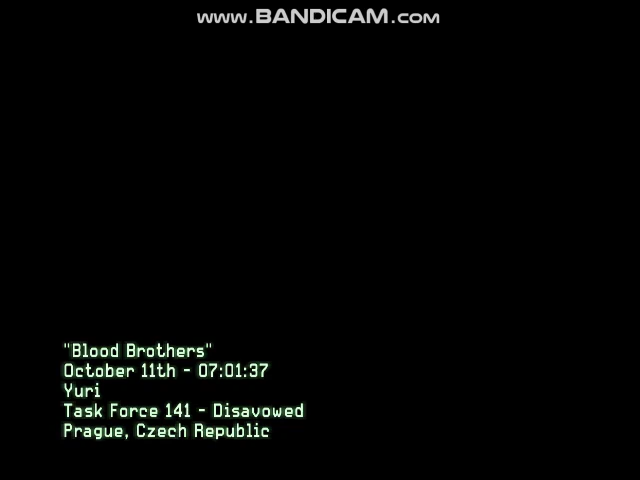 www.BANDICAM.com
"Blood Brothers"
October 11th - 07:01:37
Yuri
Task Force 141 - Disavowed
Prague, Czech Republic